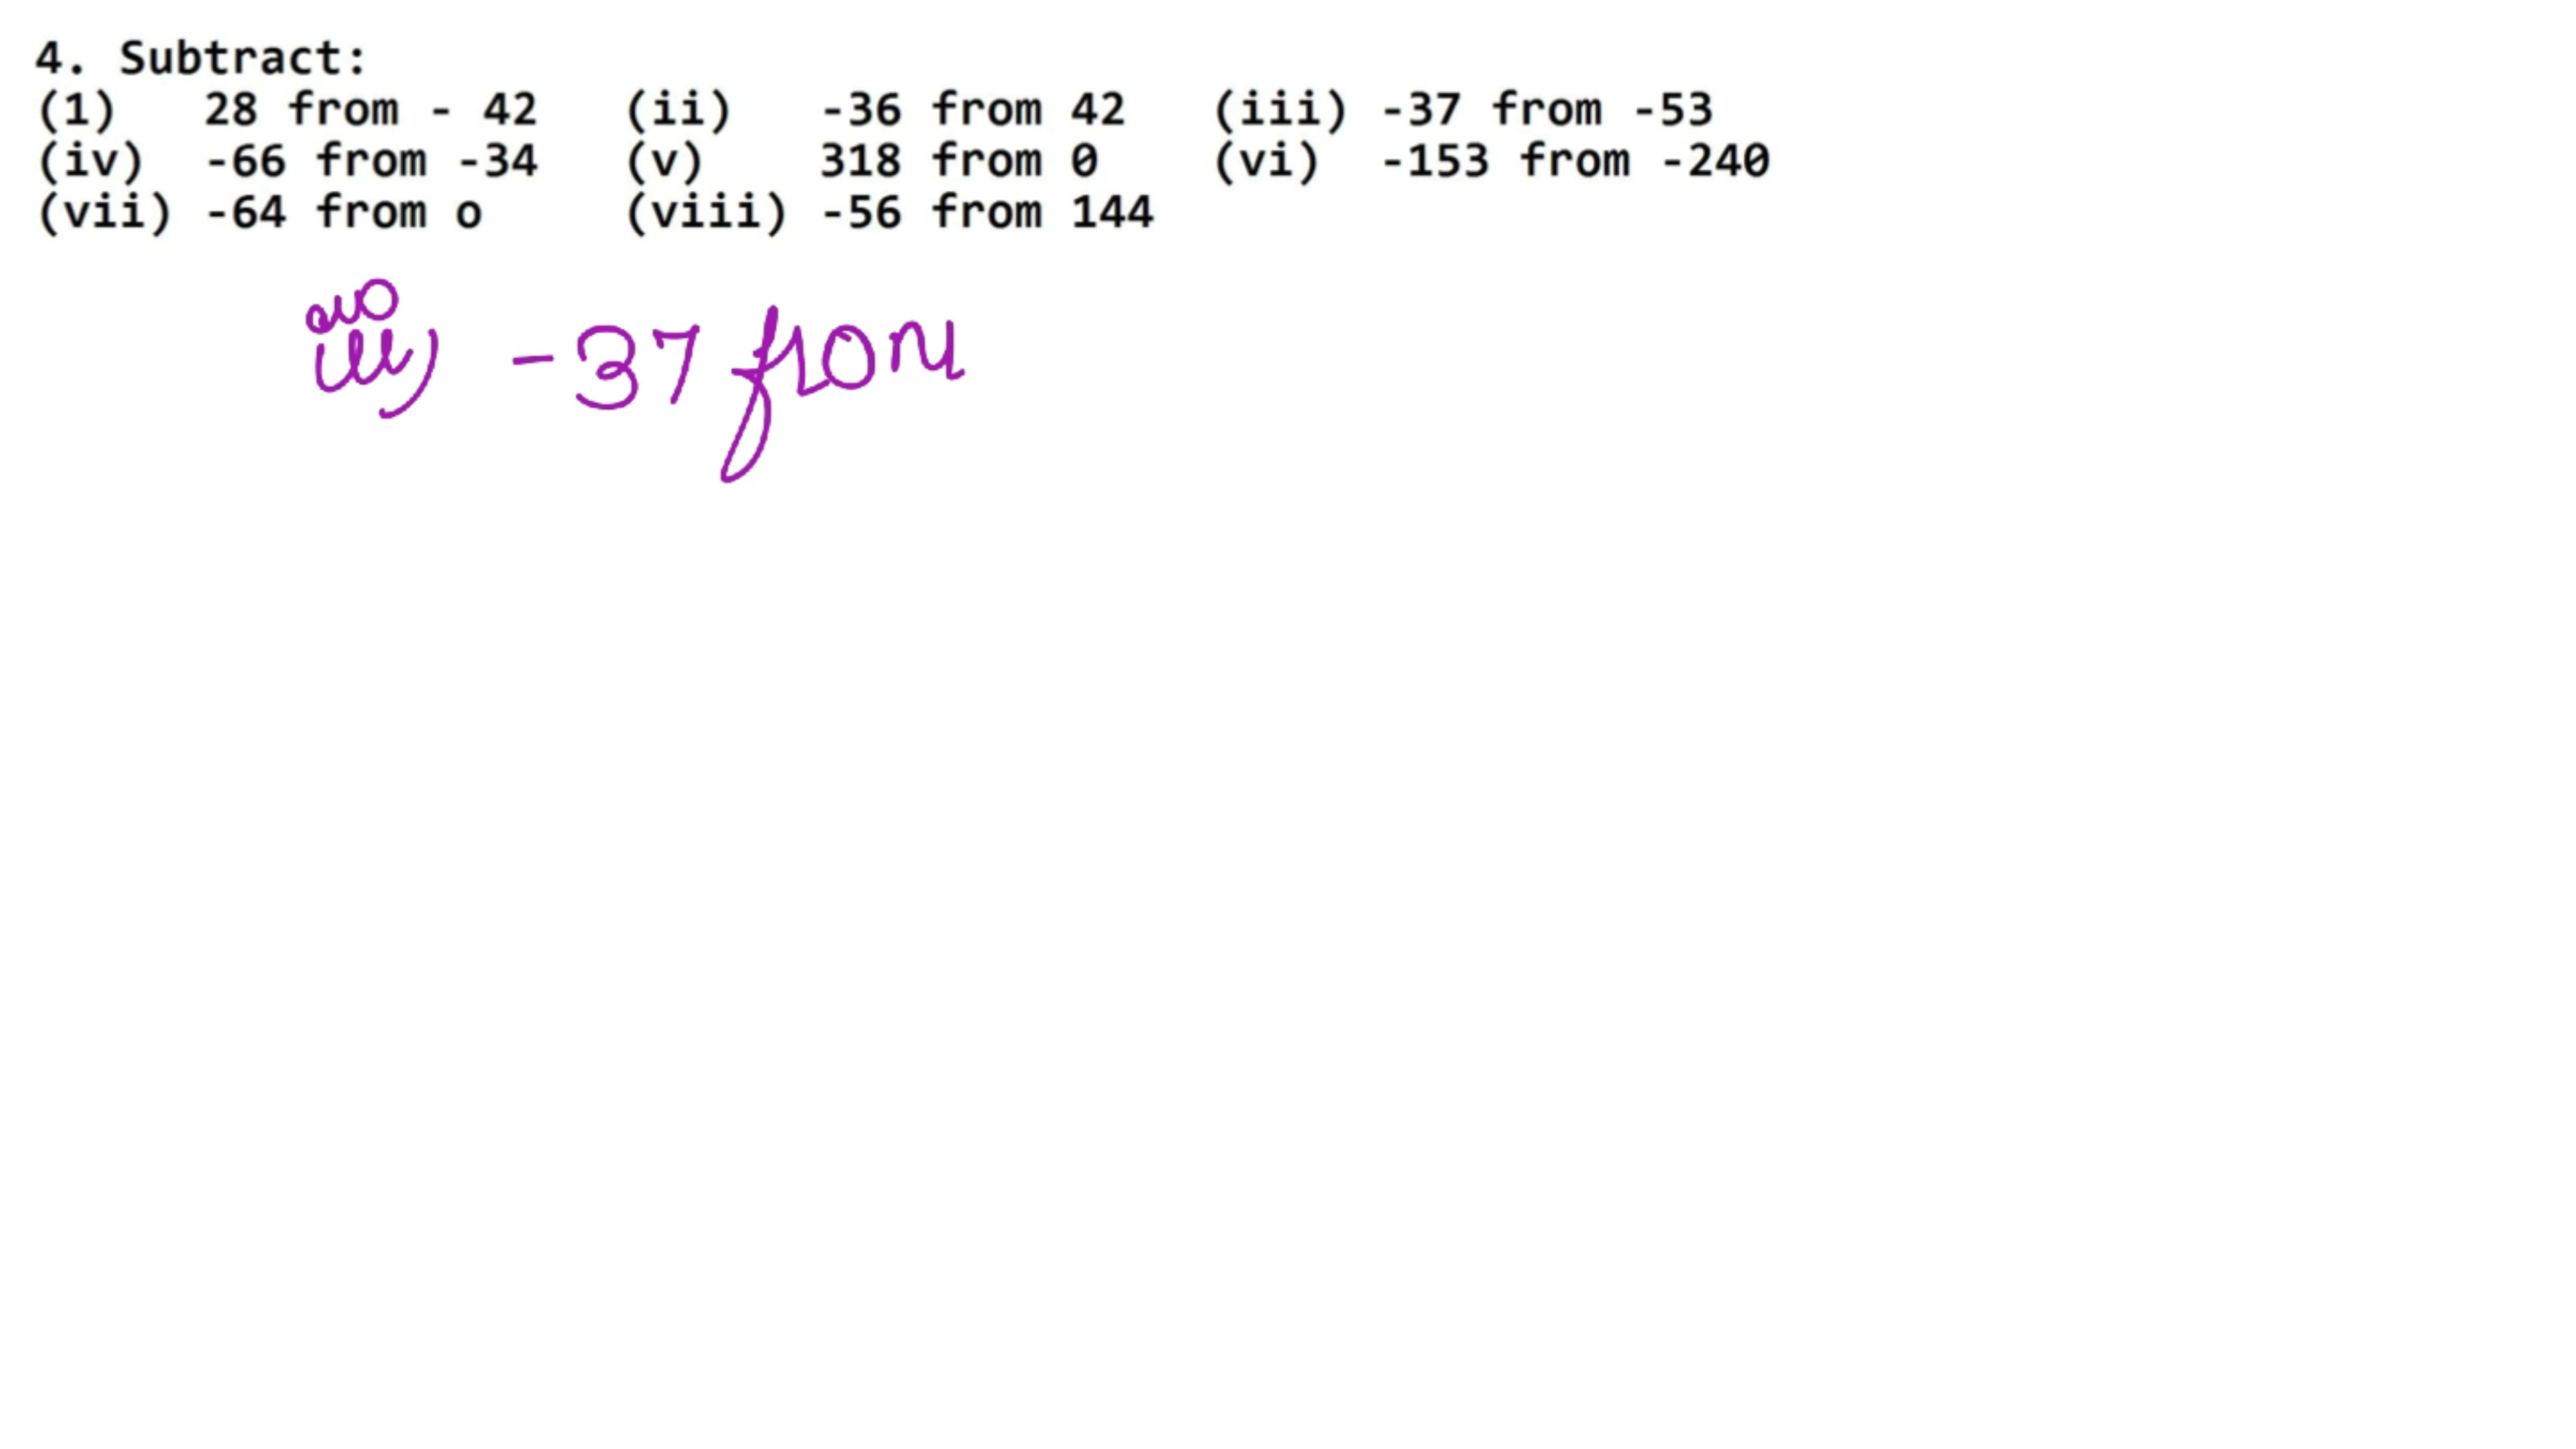 4. Subtract:
(1) 28 from - 42 (ii) -36 from 42 (iii) -37 from -53
(iv) -66 from -34 (v) 318 from 0 (vi) -153 from -240
(vii) -64 from o (viii) -56 from 144
iii) -37 from